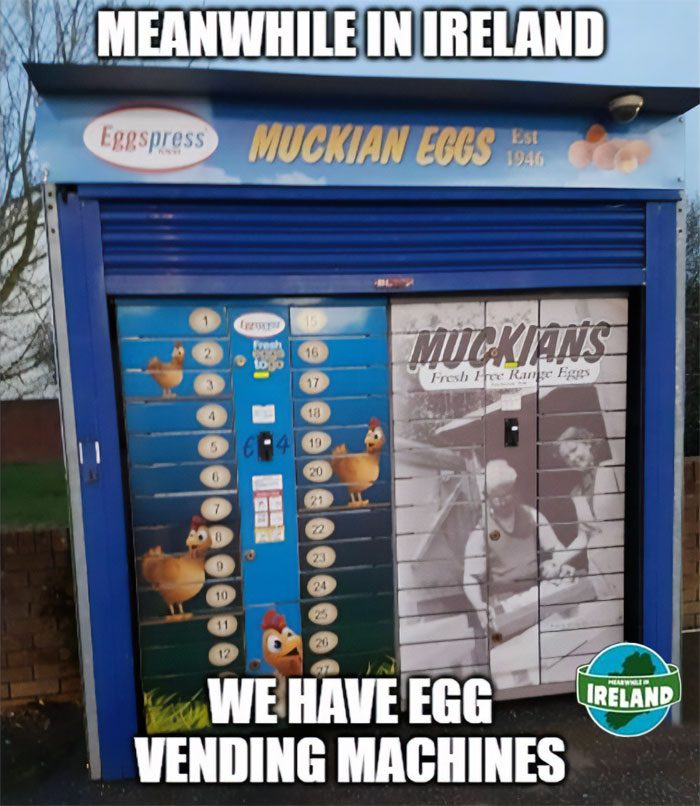 MEANWHILE IN IRELAND
Eggspress
MUCKIAN EGGS
Est
1946
1
2
3
4
5
6
7
8
9
10
11
12
Fresh
eggs
to go
€ 4
15
16
17
18
19
20
21
22
23
24
25
26
27
MUCKIANS
Fresh Free Range Eggs
MEANWHILE IN
IRELAND
WE HAVE EGG
VENDING MACHINES